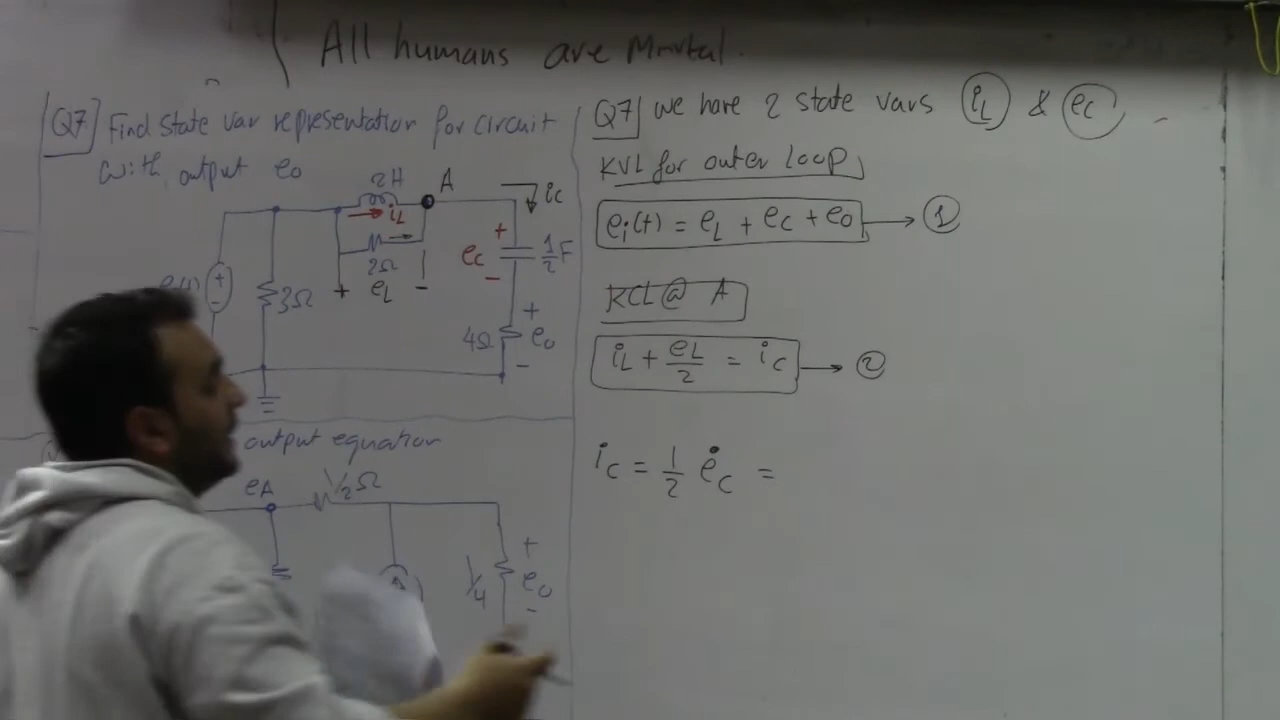 All humans are Mortal.
Q7 Find state var representation for circuit
with output eo
2H
A
ic
iL
2Ω
+ eL -
3Ω
+
ec
-
1/2 F
+
4Ω eo
-
+
-
output equation
eA
1/2Ω
+
1/4 eo
-
Q7 we have 2 state vars iL & ec
KVL for outer Loop
ei(t) = eL + ec + eo → 1
KCL @ A
iL + eL/2 = ic → 2
ic = 1/2 ėc =